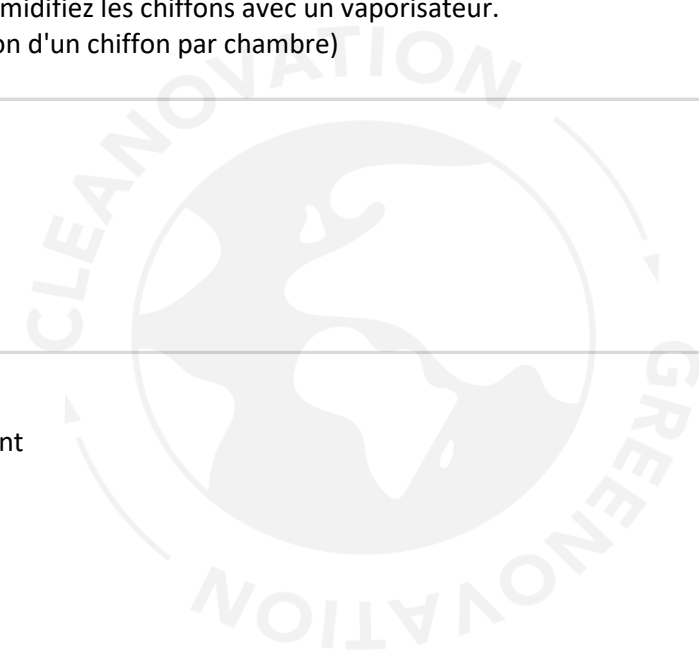 midifiez les chiffons avec un vaporisateur.
on d'un chiffon par chambre)
CLEANOVATION
GREENOVATION
nt